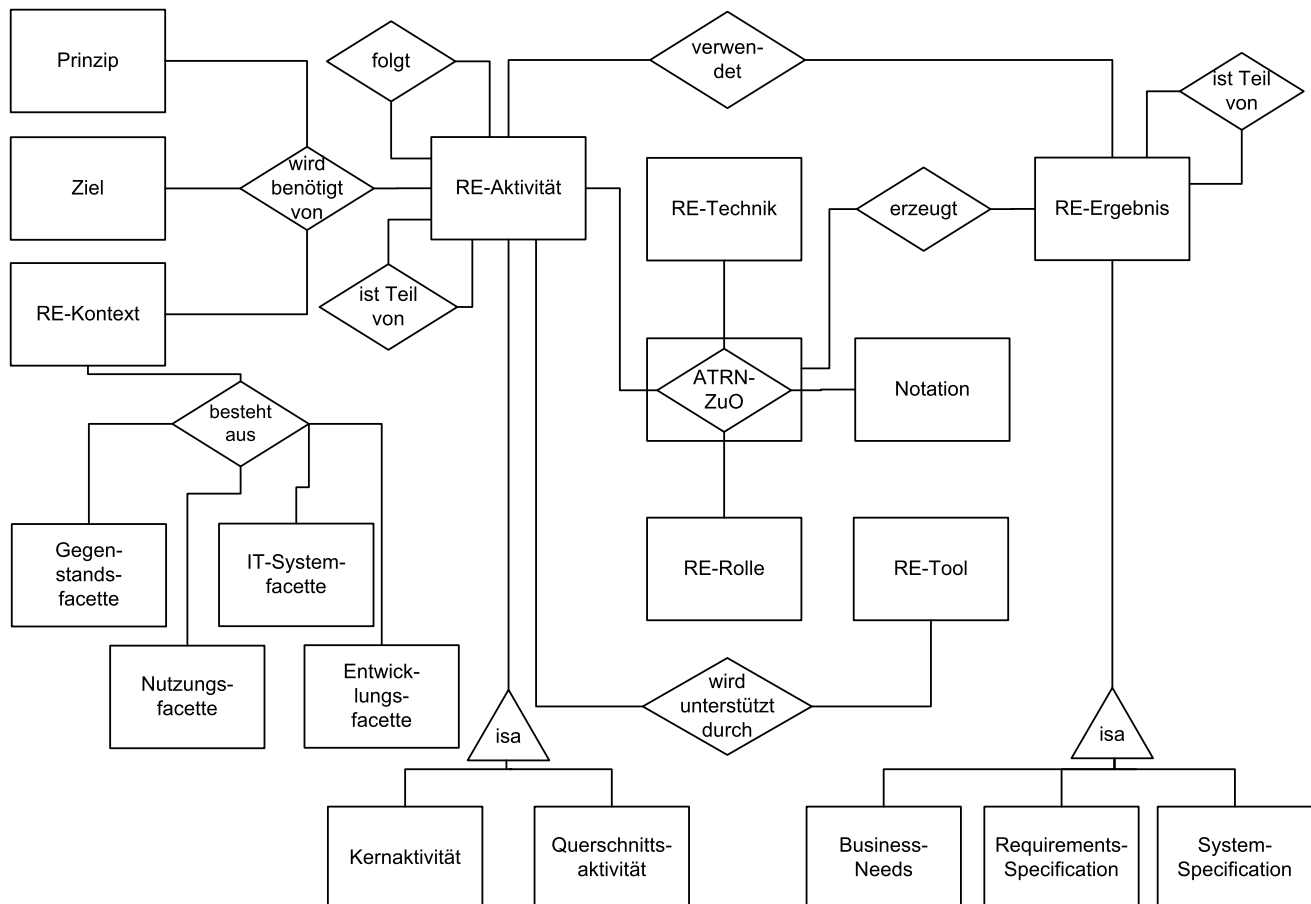 Prinzip
folgt
verwen-
det
ist Teil
von
Ziel
wird
benötigt
von
RE-Aktivität
RE-Technik
erzeugt
RE-Ergebnis
RE-Kontext
ist Teil
von
besteht
aus
ATRN-
ZuO
Notation
Gegen-
stands-
facette
IT-System-
facette
RE-Rolle
RE-Tool
Nutzungs-
facette
Entwick-
lungs-
facette
wird
unterstützt
durch
isa
isa
Kernaktivität
Querschnitts-
aktivität
Business-
Needs
Requirements-
Specification
System-
Specification